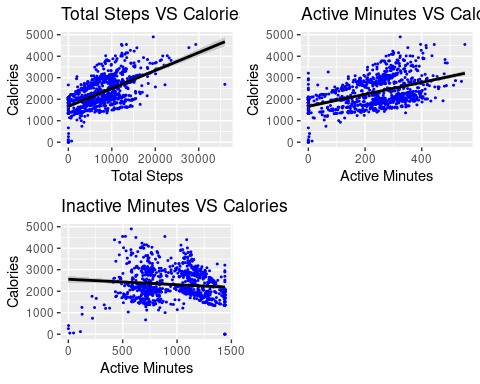 Total Steps VS Calorie
5000
4000
3000
2000
1000
0
Calories
0 10000 20000 30000
Total Steps
Active Minutes VS Calo
5000
4000
3000
2000
1000
0
Calories
0 200 400
Active Minutes
Inactive Minutes VS Calories
5000
4000
3000
2000
1000
0
Calories
0 500 1000 1500
Active Minutes